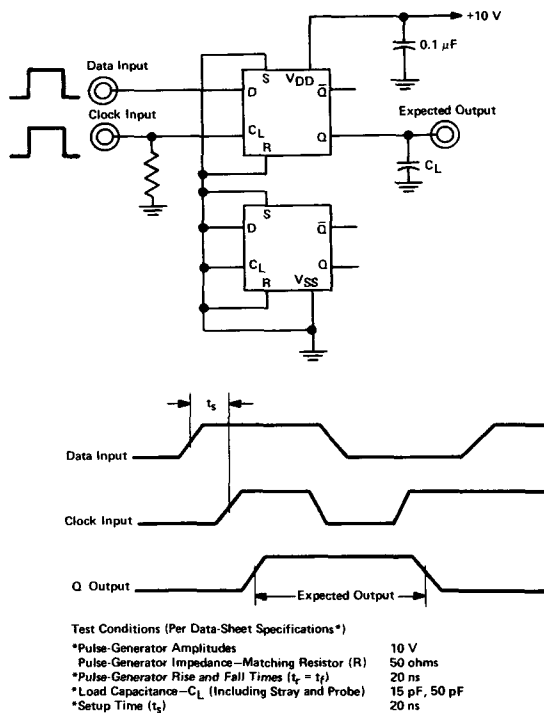 +10 V
0.1 µF
Data Input
S
VDD
Q̅
D
Clock Input
Expected Output
CL
Q
R
CL
S
D
Q̅
CL
Q
R
VSS
ts
Data Input
Clock Input
Q Output
Expected Output
Test Conditions (Per Data-Sheet Specifications*)
*Pulse-Generator Amplitudes 10 V
Pulse-Generator Impedance—Matching Resistor (R) 50 ohms
*Pulse-Generator Rise and Fall Times (tr = tf) 20 ns
*Load Capacitance—CL (Including Stray and Probe) 15 pF, 50 pF
*Setup Time (ts) 20 ns